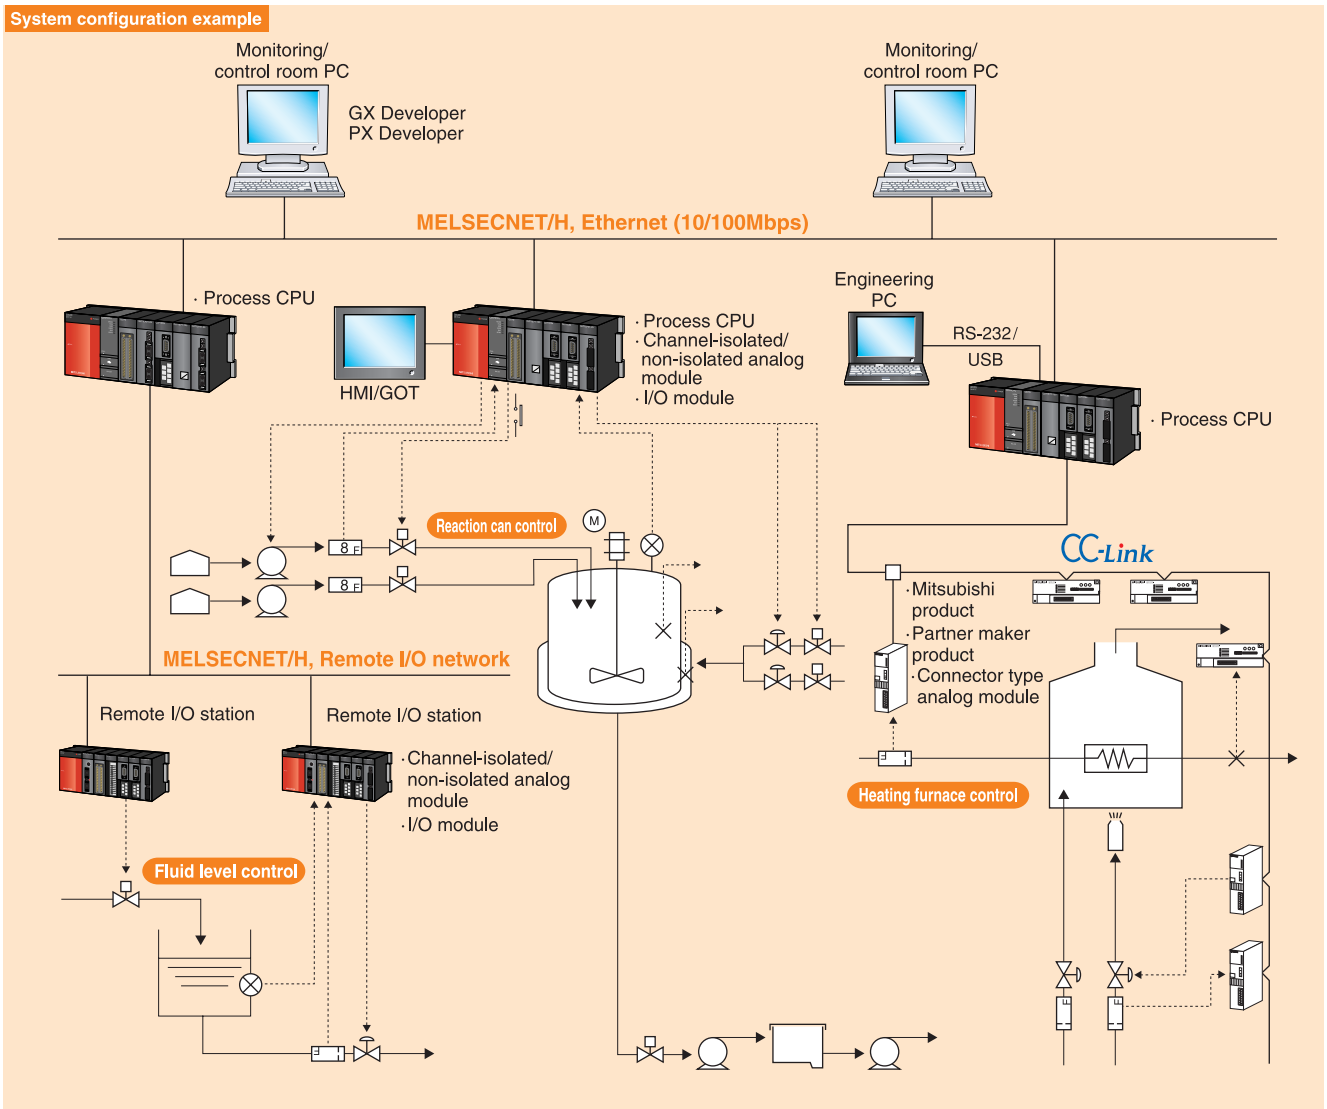 System configuration example
Monitoring/
control room PC
GX Developer
PX Developer
Monitoring/
control room PC
MELSECNET/H, Ethernet (10/100Mbps)
· Process CPU
HMI/GOT
· Process CPU
· Channel-isolated/
non-isolated analog
module
· I/O module
Engineering
PC
RS-232/
USB
· Process CPU
Reaction can control
M
8 F
8 F
CC-Link
· Mitsubishi
product
· Partner maker
product
· Connector type
analog module
MELSECNET/H, Remote I/O network
Remote I/O station
Remote I/O station
· Channel-isolated/
non-isolated analog
module
· I/O module
Heating furnace control
Fluid level control
F
F
F
F